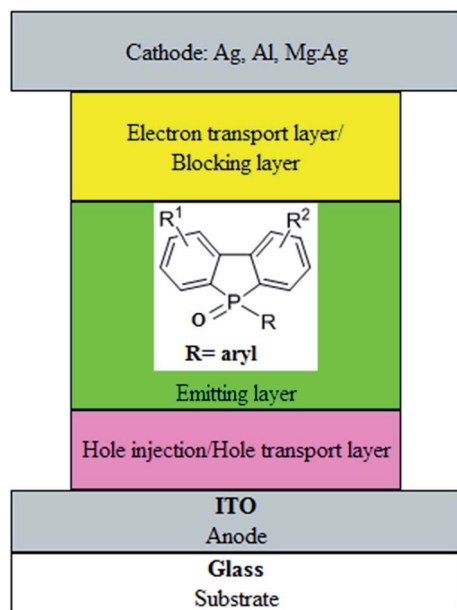 Cathode: Ag, Al, Mg:Ag
Electron transport layer/
Blocking layer
R¹ R²
P
O R
R= aryl
Emitting layer
Hole injection/Hole transport layer
ITO
Anode
Glass
Substrate